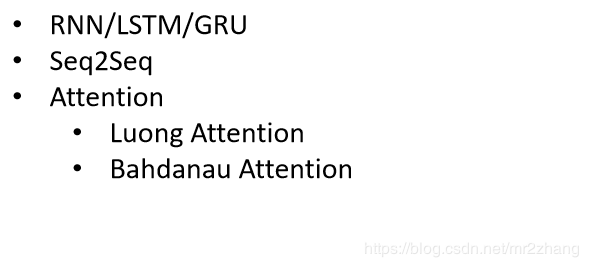 • RNN/LSTM/GRU
• Seq2Seq
• Attention
• Luong Attention
• Bahdanau Attention
https://blog.csdn.net/mr2zhang